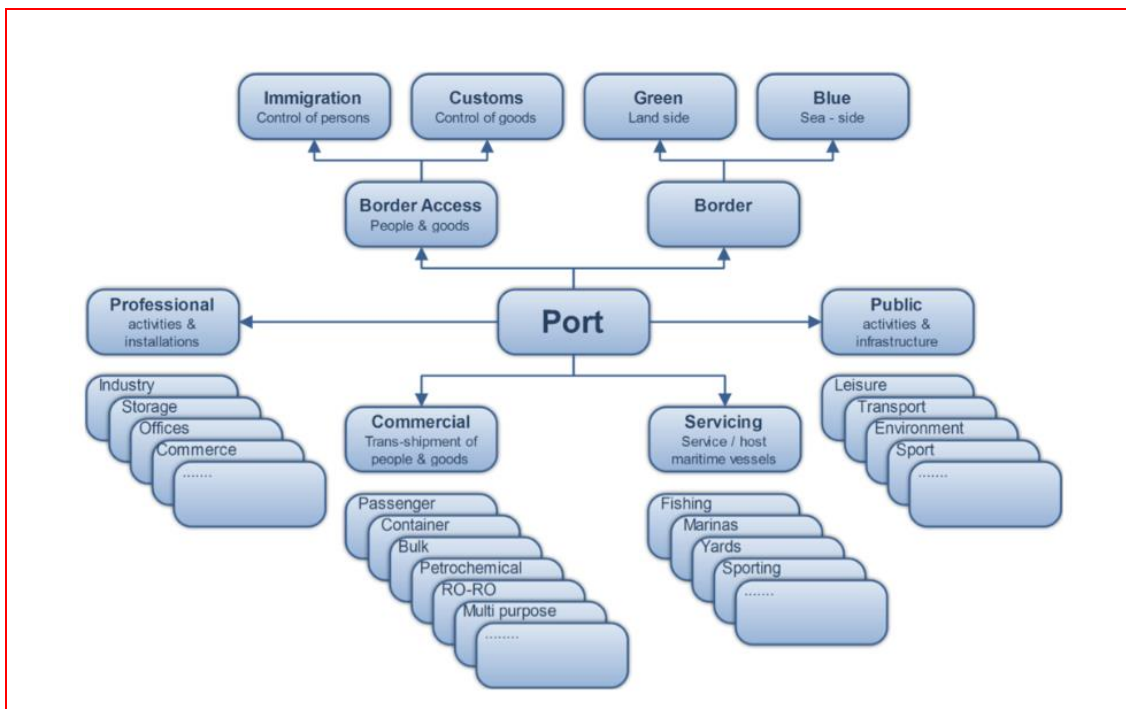 Immigration
Control of persons
Customs
Control of goods
Green
Land side
Blue
Sea - side
Border Access
People & goods
Border
Professional
activities &
installations
Port
Public
activities &
infrastructure
Industry
Storage
Offices
Commerce
.......
Commercial
Trans-shipment of
people & goods
Servicing
Service / host
maritime vessels
Leisure
Transport
Environment
Sport
.......
Passenger
Container
Bulk
Petrochemical
RO-RO
Multi purpose
........
Fishing
Marinas
Yards
Sporting
.......